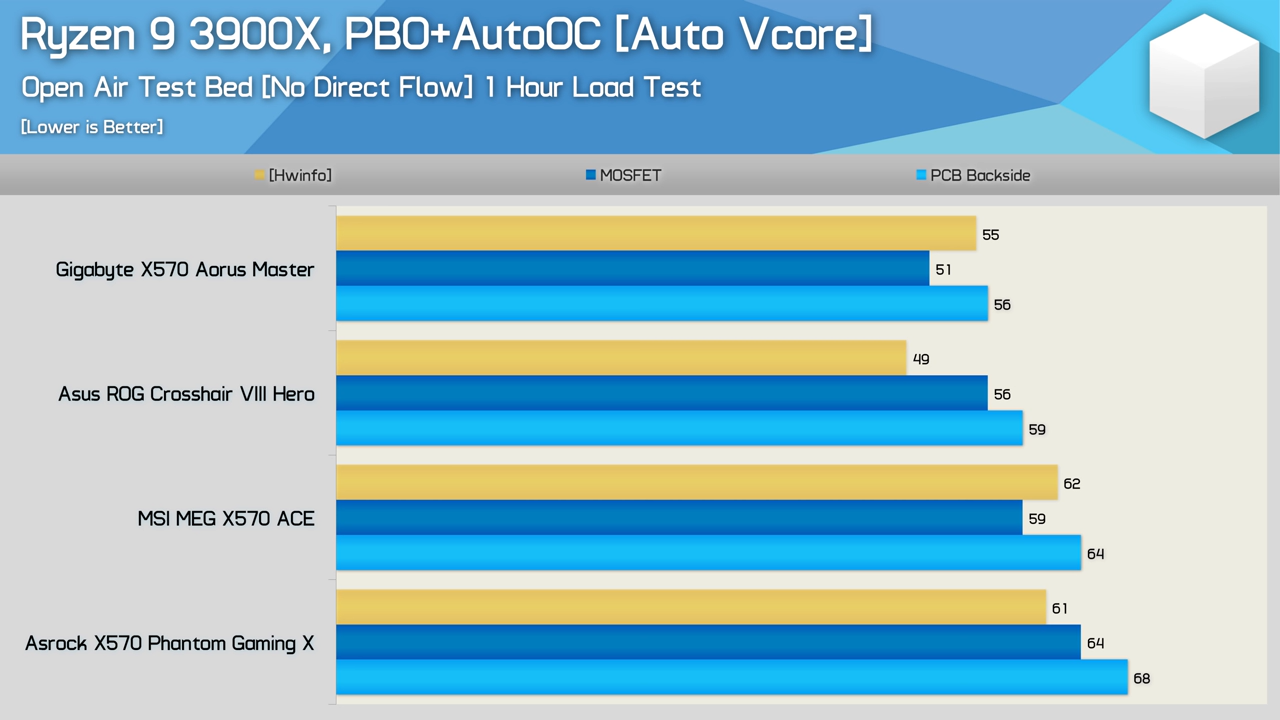 Ryzen 9 3900X, PBO+AutoOC [Auto Vcore]
Open Air Test Bed [No Direct Flow] 1 Hour Load Test
[Lower is Better]
[Hwinfo] MOSFET PCB Backside
Gigabyte X570 Aorus Master
55
51
56
Asus ROG Crosshair VIII Hero
49
56
59
MSI MEG X570 ACE
62
59
64
Asrock X570 Phantom Gaming X
61
64
68